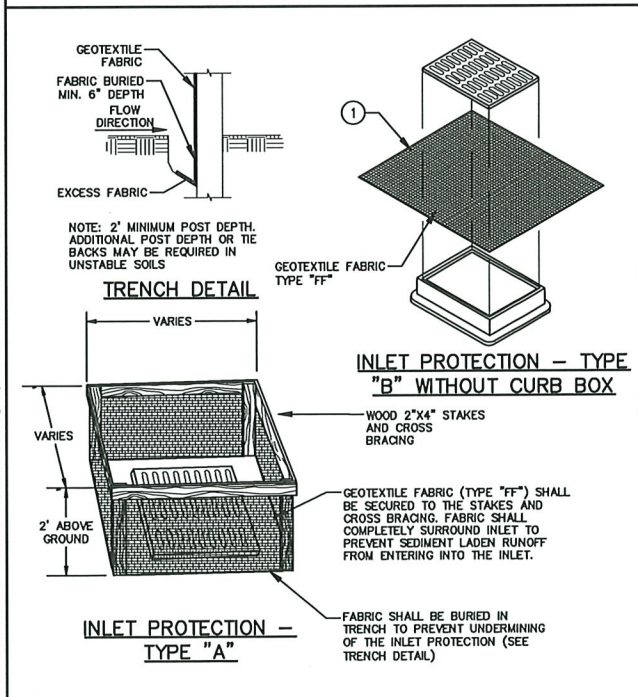 GEOTEXTILE
FABRIC
FABRIC BURIED
MIN. 6" DEPTH
FLOW
DIRECTION
EXCESS FABRIC
NOTE: 2' MINIMUM POST DEPTH.
ADDITIONAL POST DEPTH OR TIE
BACKS MAY BE REQUIRED IN
UNSTABLE SOILS
TRENCH DETAIL
1
GEOTEXTILE FABRIC
TYPE "FF"
INLET PROTECTION – TYPE
"B" WITHOUT CURB BOX
VARIES
VARIES
2' ABOVE
GROUND
WOOD 2"X4" STAKES
AND CROSS
BRACING
GEOTEXTILE FABRIC (TYPE "FF") SHALL
BE SECURED TO THE STAKES AND
CROSS BRACING. FABRIC SHALL
COMPLETELY SURROUND INLET TO
PREVENT SEDIMENT LADEN RUNOFF
FROM ENTERING INTO THE INLET.
FABRIC SHALL BE BURIED IN
TRENCH TO PREVENT UNDERMINING
OF THE INLET PROTECTION (SEE
TRENCH DETAIL)
INLET PROTECTION –
TYPE "A"